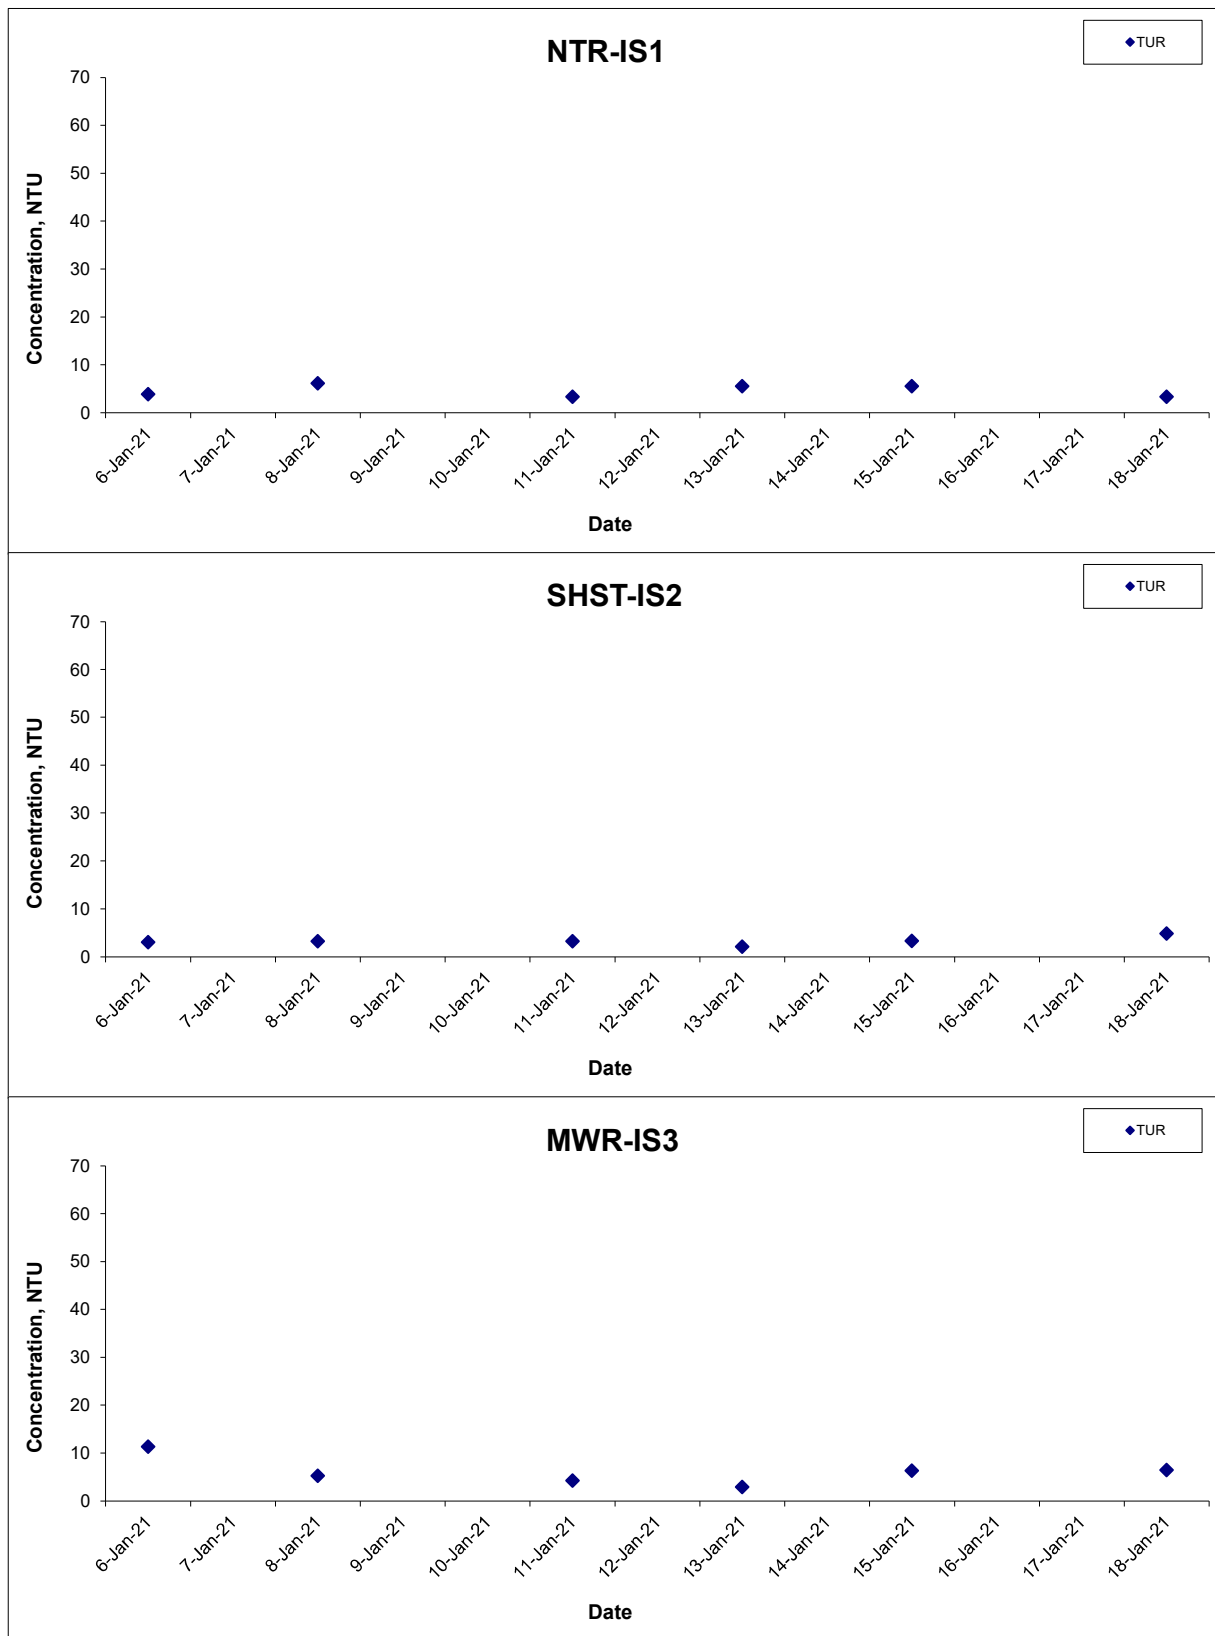 NTR-IS1
TUR
Concentration, NTU
70
60
50
40
30
20
10
0
6-Jan-21
7-Jan-21
8-Jan-21
9-Jan-21
10-Jan-21
11-Jan-21
12-Jan-21
13-Jan-21
14-Jan-21
15-Jan-21
16-Jan-21
17-Jan-21
18-Jan-21
Date
SHST-IS2
TUR
Concentration, NTU
70
60
50
40
30
20
10
0
6-Jan-21
7-Jan-21
8-Jan-21
9-Jan-21
10-Jan-21
11-Jan-21
12-Jan-21
13-Jan-21
14-Jan-21
15-Jan-21
16-Jan-21
17-Jan-21
18-Jan-21
Date
MWR-IS3
TUR
Concentration, NTU
70
60
50
40
30
20
10
0
6-Jan-21
7-Jan-21
8-Jan-21
9-Jan-21
10-Jan-21
11-Jan-21
12-Jan-21
13-Jan-21
14-Jan-21
15-Jan-21
16-Jan-21
17-Jan-21
18-Jan-21
Date